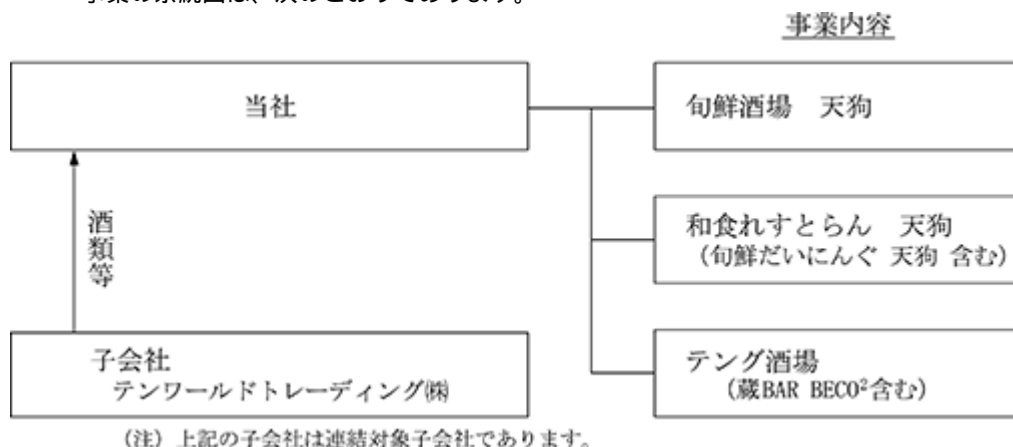 事業の系統図は、次のとおりであります。
事業内容
当社
旬鮮酒場　天狗
酒類等
和食れすとらん　天狗
(旬鮮だいにんぐ 天狗 含む)
子会社
テンワールドトレーディング㈱
テング酒場
(蔵BAR BECO²含む)
(注) 上記の子会社は連結対象子会社であります。